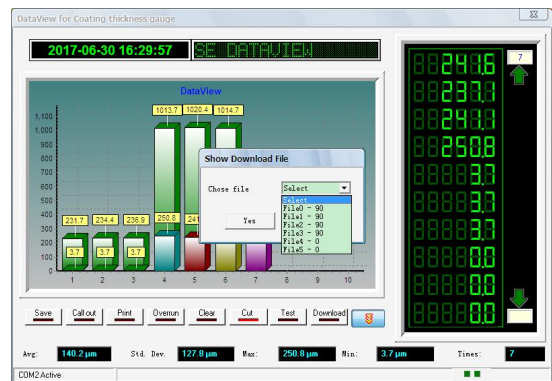 DataView for Coating thickness gauge
2017-06-30 16:29:57
SE DATAVIEW
DataView
1013.7 1020.4 1014.7
1,100
1,000
900
800
700
600
500
400
300
200
100
0
231.7 234.4 236.9 250.8 241
3.7 3.7 3.7
1 2 3 4 5 6 7 8 9 10
Show Download File
Chose file
Select
Select
File0 - 90
File1 - 90
File2 - 90
File3 - 90
File4 - 0
File5 - 0
Yes
7
241.6
237.1
241.1
250.8
3.7
3.7
3.7
0.0
0.0
0.0
Save Call out Print Overrun Clear Cut Test Download
Avg: 140.2 µm Std. Dev. 127.8 µm Max: 250.8 µm Min: 3.7 µm Times: 7
COM2 Active